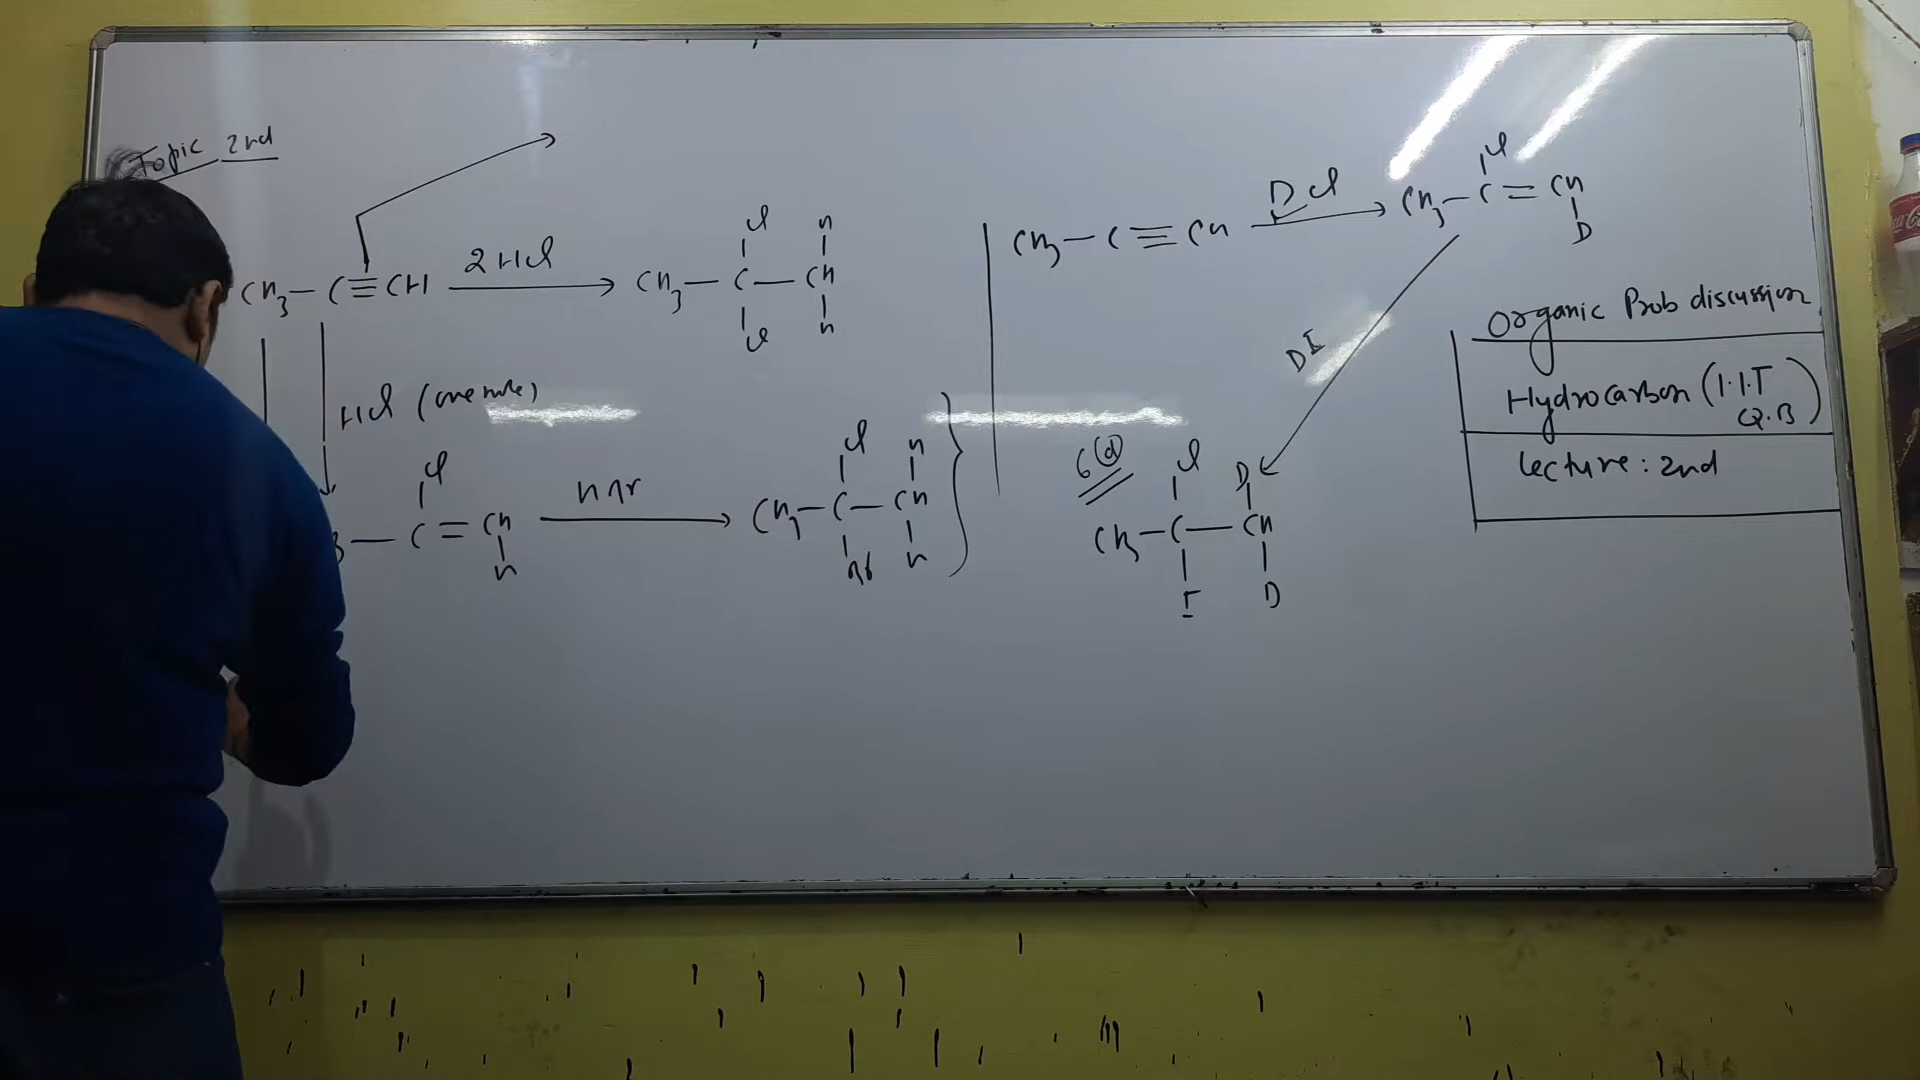 Topic 2nd
CH3 — C≡CH
2HCl
Cl H
CH3 — C — CH
Cl H
HCl (one mole)
Cl
3 — C = CH
H
HBr
Cl H
CH3 — C — CH
Br H
CH3 — C ≡ CH
DCl
Cl
CH3 — C = CH
D
DI
6(d)
Cl D
CH3 — C — CH
I D
Organic Prob discussion
Hydrocarbon (I.I.T
Q.B)
Lecture : 2nd